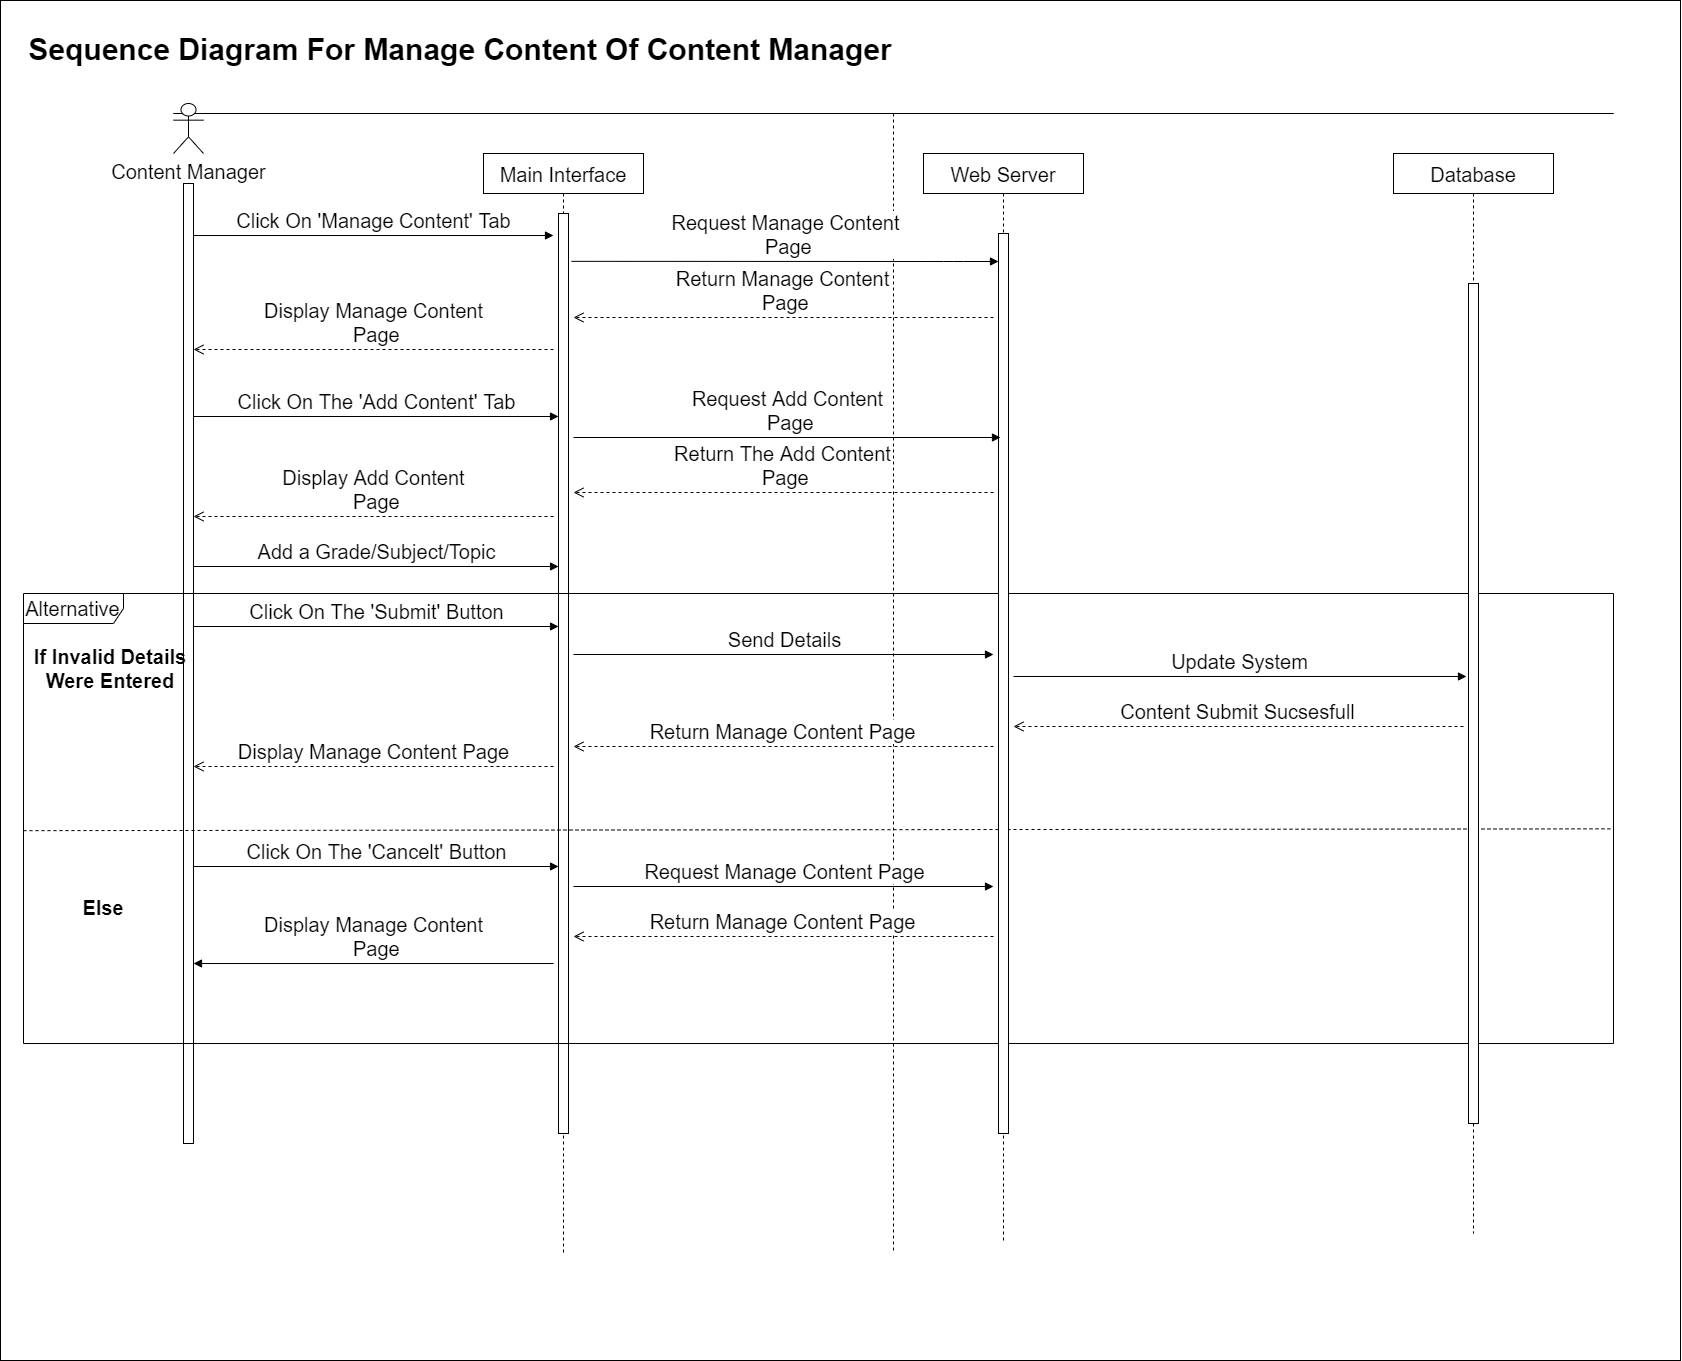 Sequence Diagram For Manage Content Of Content Manager
Content Manager
Main Interface
Web Server
Database
Click On 'Manage Content' Tab
Request Manage Content
Page
Return Manage Content
Page
Display Manage Content
Page
Click On The 'Add Content' Tab
Request Add Content
Page
Return The Add Content
Page
Display Add Content
Page
Add a Grade/Subject/Topic
Alternative
Click On The 'Submit' Button
If Invalid Details
Were Entered
Send Details
Update System
Content Submit Sucsesfull
Return Manage Content Page
Display Manage Content Page
Click On The 'Cancelt' Button
Request Manage Content Page
Else
Return Manage Content Page
Display Manage Content
Page